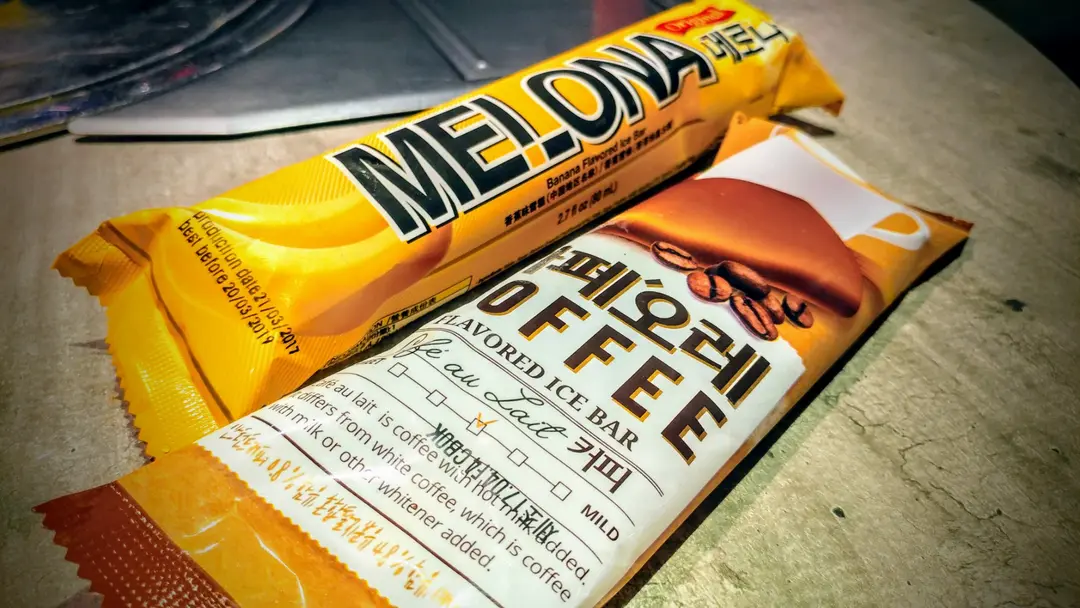 Original
MELONA 메로나
Banana Flavored Ice Bar
2.7 fl oz (80 mL)
production date 21/03/2017
best before 20/03/2019
페오레
OFFEE
FLAVORED ICE BAR
Café au Lait 커피
MILD
Café au lait is coffee with hot milk added.
differs from white coffee, which is coffee
with milk or other whitener added.